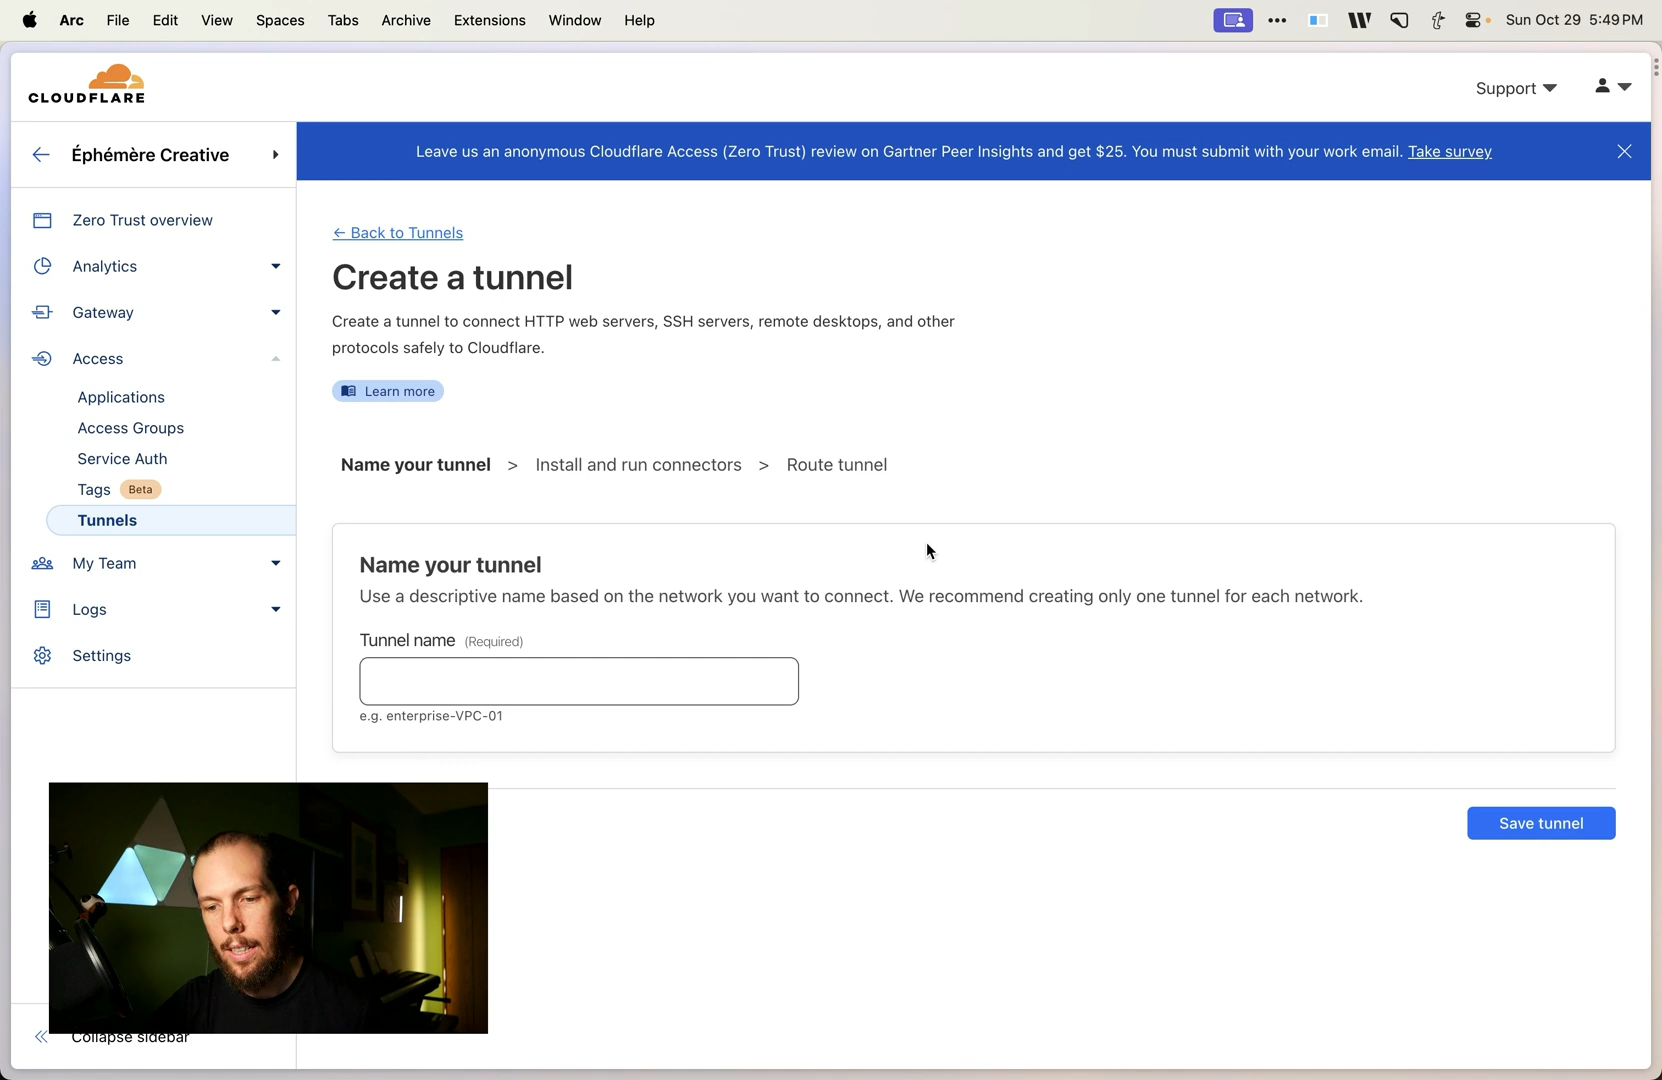 Arc File Edit View Spaces Tabs Archive Extensions Window Help Sun Oct 29 5:49 PM
CLOUDFLARE
Support
Éphémère Creative
Leave us an anonymous Cloudflare Access (Zero Trust) review on Gartner Peer Insights and get $25. You must submit with your work email. Take survey
Zero Trust overview
Analytics
Gateway
Access
Applications
Access Groups
Service Auth
Tags Beta
Tunnels
My Team
Logs
Settings
Collapse sidebar
← Back to Tunnels
Create a tunnel
Create a tunnel to connect HTTP web servers, SSH servers, remote desktops, and other
protocols safely to Cloudflare.
Learn more
Name your tunnel > Install and run connectors > Route tunnel
Name your tunnel
Use a descriptive name based on the network you want to connect. We recommend creating only one tunnel for each network.
Tunnel name (Required)
e.g. enterprise-VPC-01
Save tunnel